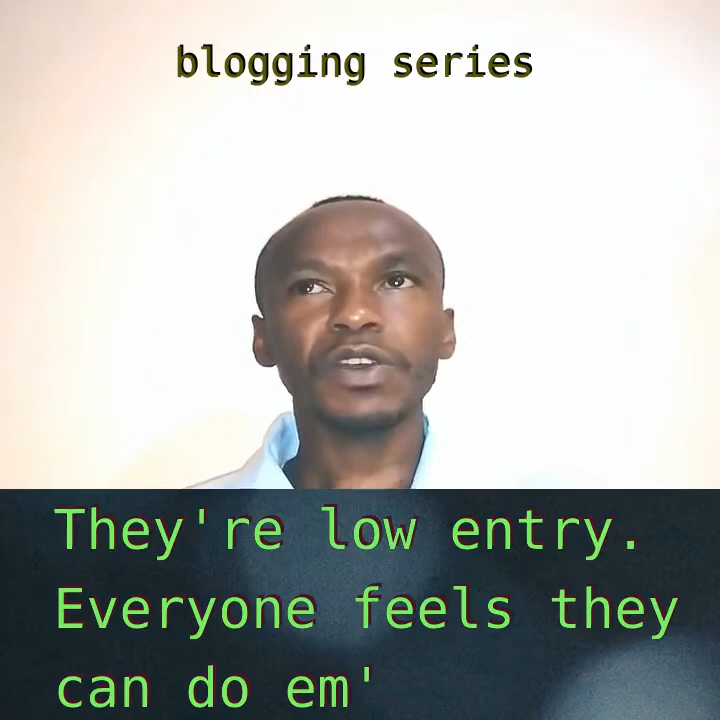 blogging series
They're low entry.
Everyone feels they
can do em'